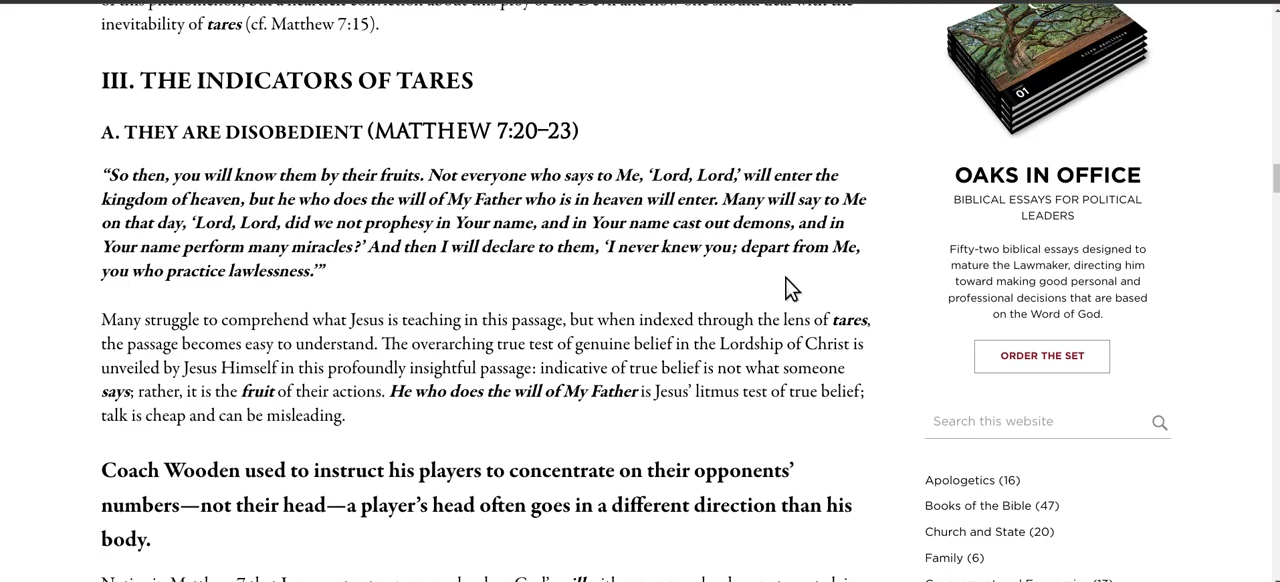 inevitability of tares (cf. Matthew 7:15).
III. THE INDICATORS OF TARES
A. THEY ARE DISOBEDIENT (MATTHEW 7:20–23)
“So then, you will know them by their fruits. Not everyone who says to Me, ‘Lord, Lord,’ will enter the
kingdom of heaven, but he who does the will of My Father who is in heaven will enter. Many will say to Me
on that day, ‘Lord, Lord, did we not prophesy in Your name, and in Your name cast out demons, and in
Your name perform many miracles?’ And then I will declare to them, ‘I never knew you; depart from Me,
you who practice lawlessness.’”
Many struggle to comprehend what Jesus is teaching in this passage, but when indexed through the lens of tares,
the passage becomes easy to understand. The overarching true test of genuine belief in the Lordship of Christ is
unveiled by Jesus Himself in this profoundly insightful passage: indicative of true belief is not what someone
says; rather, it is the fruit of their actions. He who does the will of My Father is Jesus’ litmus test of true belief;
talk is cheap and can be misleading.
Coach Wooden used to instruct his players to concentrate on their opponents’
numbers—not their head—a player’s head often goes in a different direction than his
body.
01
OAKS IN OFFICE
BIBLICAL ESSAYS FOR POLITICAL
LEADERS
Fifty-two biblical essays designed to
mature the Lawmaker, directing him
toward making good personal and
professional decisions that are based
on the Word of God.
ORDER THE SET
Search this website
Apologetics (16)
Books of the Bible (47)
Church and State (20)
Family (6)